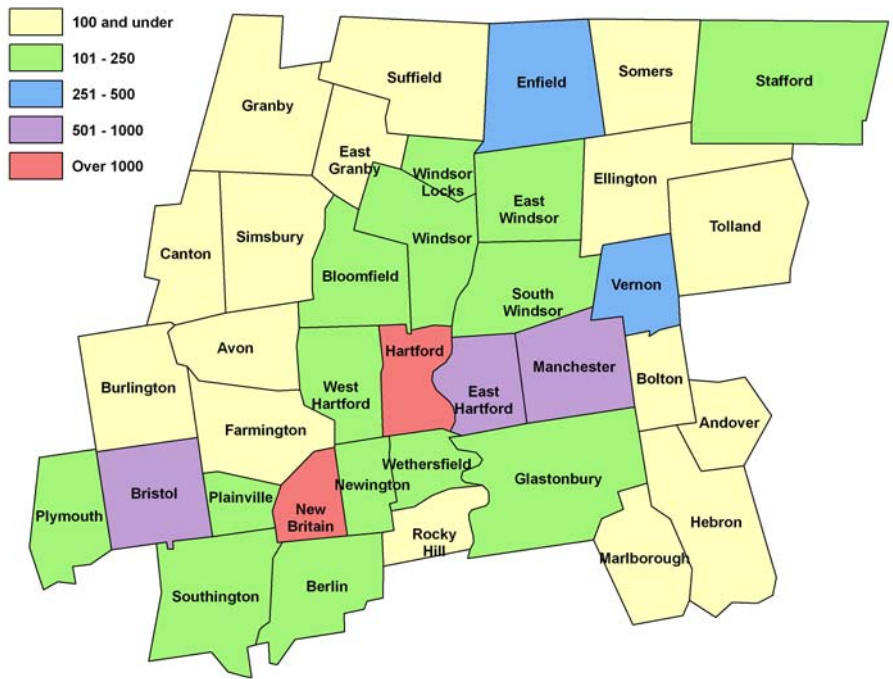 100 and under
101 - 250
251 - 500
501 - 1000
Over 1000
Suffield
Enfield
Somers
Stafford
Granby
East
Granby
Windsor
Locks
Ellington
East
Windsor
Tolland
Canton
Simsbury
Windsor
Bloomfield
Vernon
South
Windsor
Avon
Hartford
Burlington
West
Hartford
East
Hartford
Manchester
Bolton
Andover
Farmington
Plymouth
Bristol
Plainville
New
Britain
Newington
Wethersfield
Glastonbury
Rocky
Hill
Hebron
Marlborough
Southington
Berlin